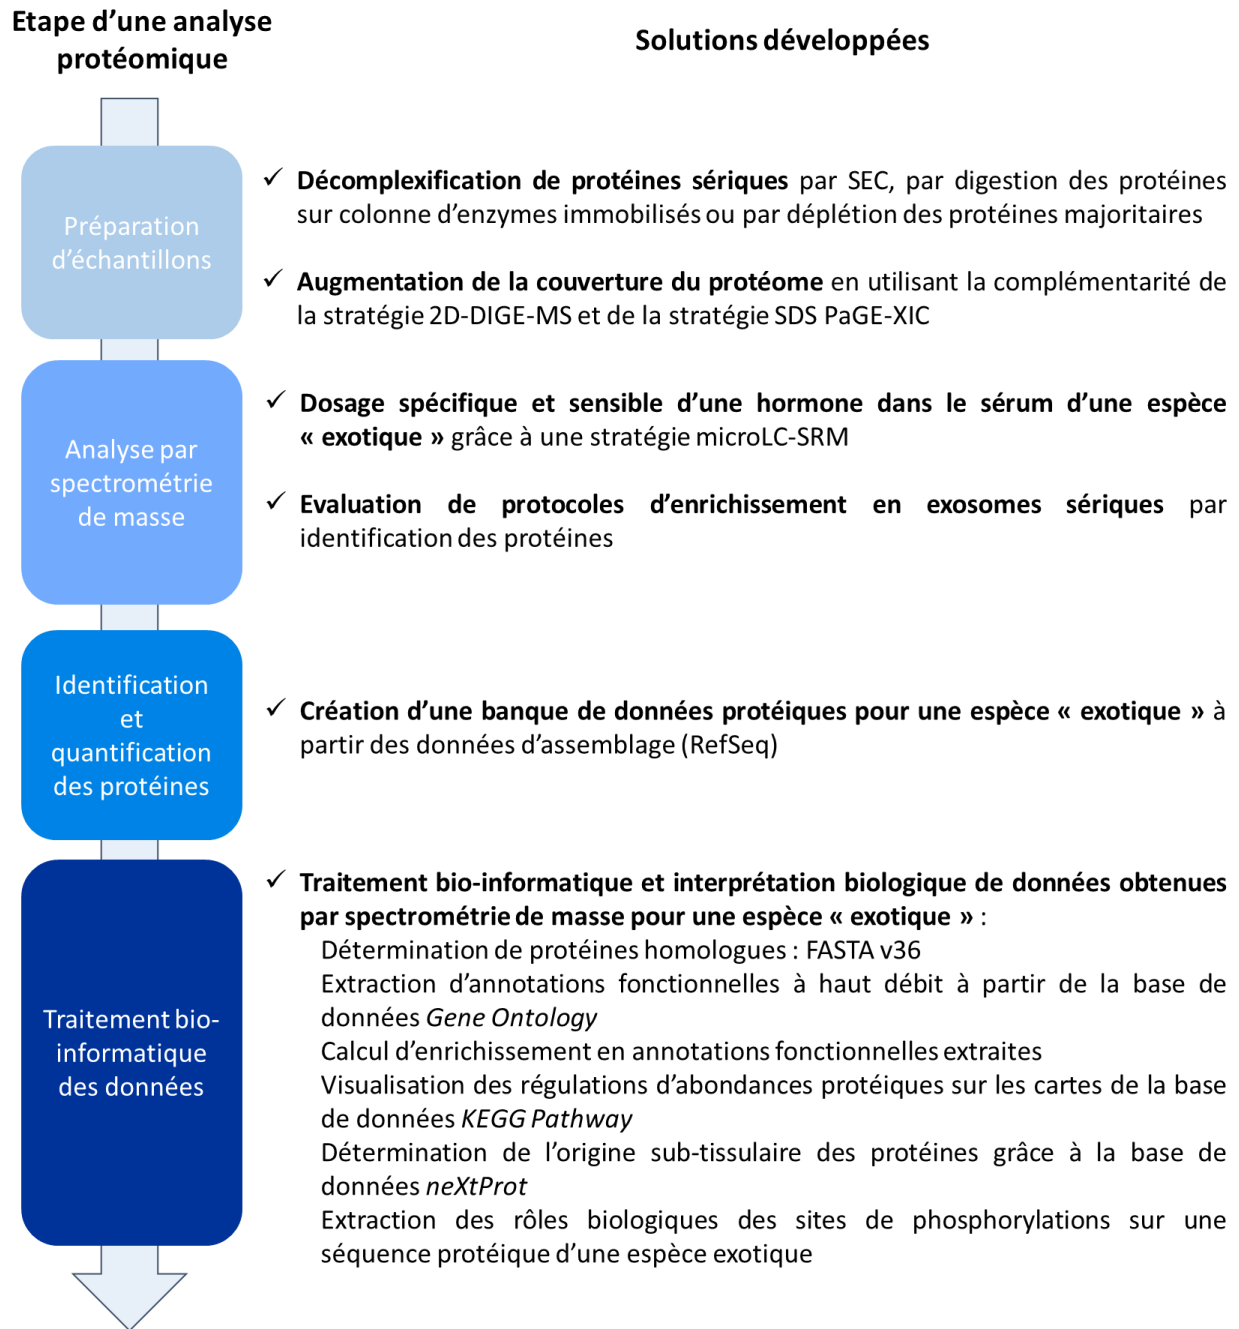 Etape d’une analyse
protéomique
Solutions développées
Préparation
d’échantillons
✓ Décomplexification de protéines sériques par SEC, par digestion des protéines
sur colonne d’enzymes immobilisés ou par déplétion des protéines majoritaires
✓ Augmentation de la couverture du protéome en utilisant la complémentarité de
la stratégie 2D-DIGE-MS et de la stratégie SDS PaGE-XIC
Analyse par
spectrométrie
de masse
✓ Dosage spécifique et sensible d’une hormone dans le sérum d’une espèce
« exotique » grâce à une stratégie microLC-SRM
✓ Evaluation de protocoles d’enrichissement en exosomes sériques par
identification des protéines
Identification
et
quantification
des protéines
✓ Création d’une banque de données protéiques pour une espèce « exotique » à
partir des données d’assemblage (RefSeq)
Traitement bio-
informatique
des données
✓ Traitement bio-informatique et interprétation biologique de données obtenues
par spectrométrie de masse pour une espèce « exotique » :
Détermination de protéines homologues : FASTA v36
Extraction d’annotations fonctionnelles à haut débit à partir de la base de
données Gene Ontology
Calcul d’enrichissement en annotations fonctionnelles extraites
Visualisation des régulations d’abondances protéiques sur les cartes de la base
de données KEGG Pathway
Détermination de l’origine sub-tissulaire des protéines grâce à la base de
données neXtProt
Extraction des rôles biologiques des sites de phosphorylations sur une
séquence protéique d’une espèce exotique